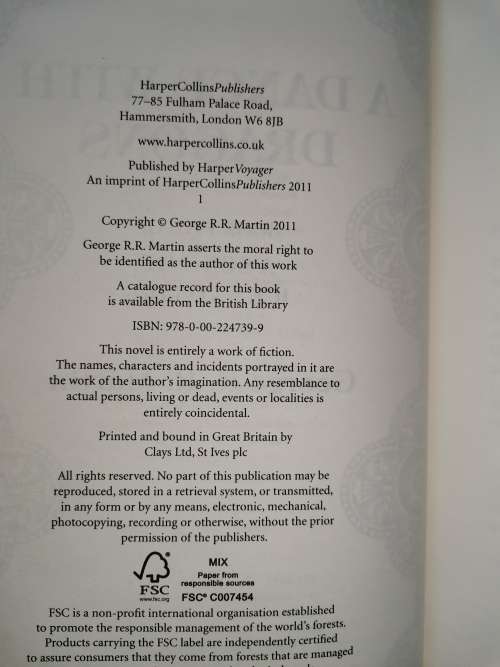 HarperCollinsPublishers
77–85 Fulham Palace Road,
Hammersmith, London W6 8JB
www.harpercollins.co.uk
Published by HarperVoyager
An imprint of HarperCollinsPublishers 2011
1
Copyright © George R.R. Martin 2011
George R.R. Martin asserts the moral right to
be identified as the author of this work
A catalogue record for this book
is available from the British Library
ISBN: 978-0-00-224739-9
This novel is entirely a work of fiction.
The names, characters and incidents portrayed in it are
the work of the author's imagination. Any resemblance to
actual persons, living or dead, events or localities is
entirely coincidental.
Printed and bound in Great Britain by
Clays Ltd, St Ives plc
All rights reserved. No part of this publication may be
reproduced, stored in a retrieval system, or transmitted,
in any form or by any means, electronic, mechanical,
photocopying, recording or otherwise, without the prior
permission of the publishers.
FSC
www.fsc.org
MIX
Paper from
responsible sources
FSC® C007454
FSC is a non-profit international organisation established
to promote the responsible management of the world's forests.
Products carrying the FSC label are independently certified
to assure consumers that they come from forests that are managed